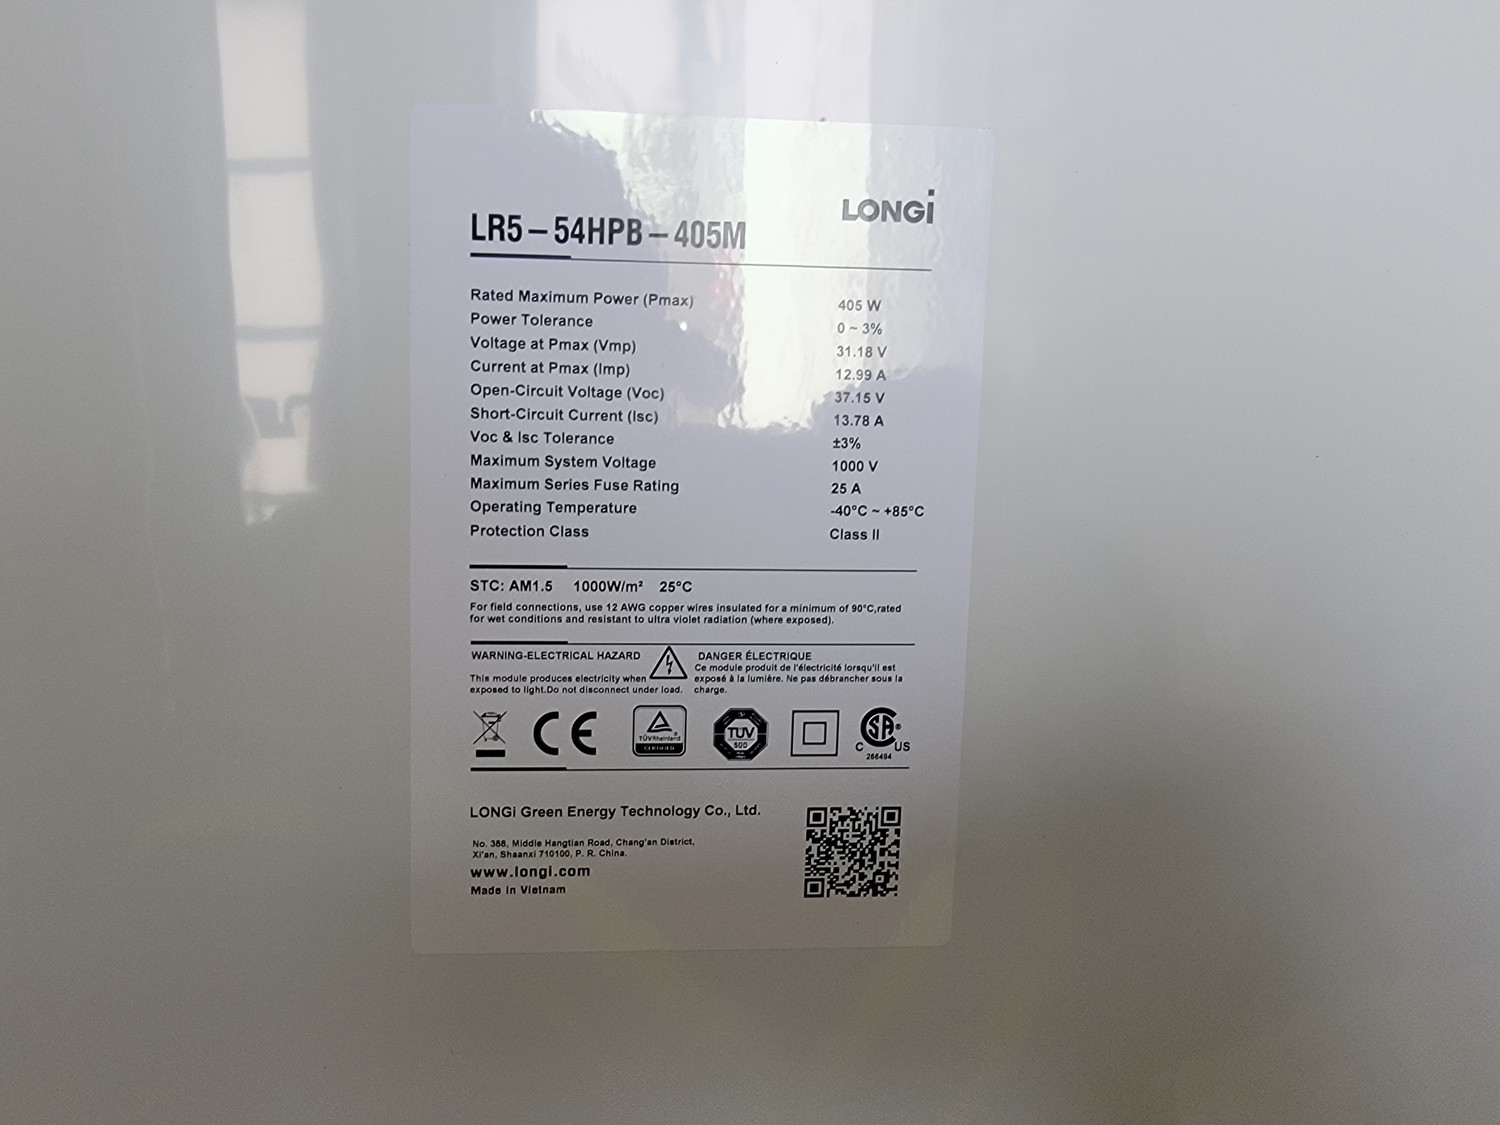 LONGi
LR5-54HPB-405M
Rated Maximum Power (Pmax) 405 W
Power Tolerance 0 ~ 3%
Voltage at Pmax (Vmp) 31.18 V
Current at Pmax (Imp) 12.99 A
Open-Circuit Voltage (Voc) 37.15 V
Short-Circuit Current (Isc) 13.78 A
Voc & Isc Tolerance ±3%
Maximum System Voltage 1000 V
Maximum Series Fuse Rating 25 A
Operating Temperature -40°C ~ +85°C
Protection Class Class II
STC: AM1.5 1000W/m² 25°C
For field connections, use 12 AWG copper wires insulated for a minimum of 90°C,rated
for wet conditions and resistant to ultra violet radiation (where exposed).
WARNING-ELECTRICAL HAZARD
This module produces electricity when
exposed to light.Do not disconnect under load.
DANGER ÉLECTRIQUE
Ce module produit de l'électricité lorsqu'il est
exposé à la lumière. Ne pas débrancher sous la
charge.
CE
TÜVRheinland
CERTIFIED
TÜV
SÜD
CSA®
C US
266494
LONGi Green Energy Technology Co., Ltd.
No. 388, Middle Hangtian Road, Chang'an District,
Xi'an, Shaanxi 710100, P. R. China.
www.longi.com
Made in Vietnam